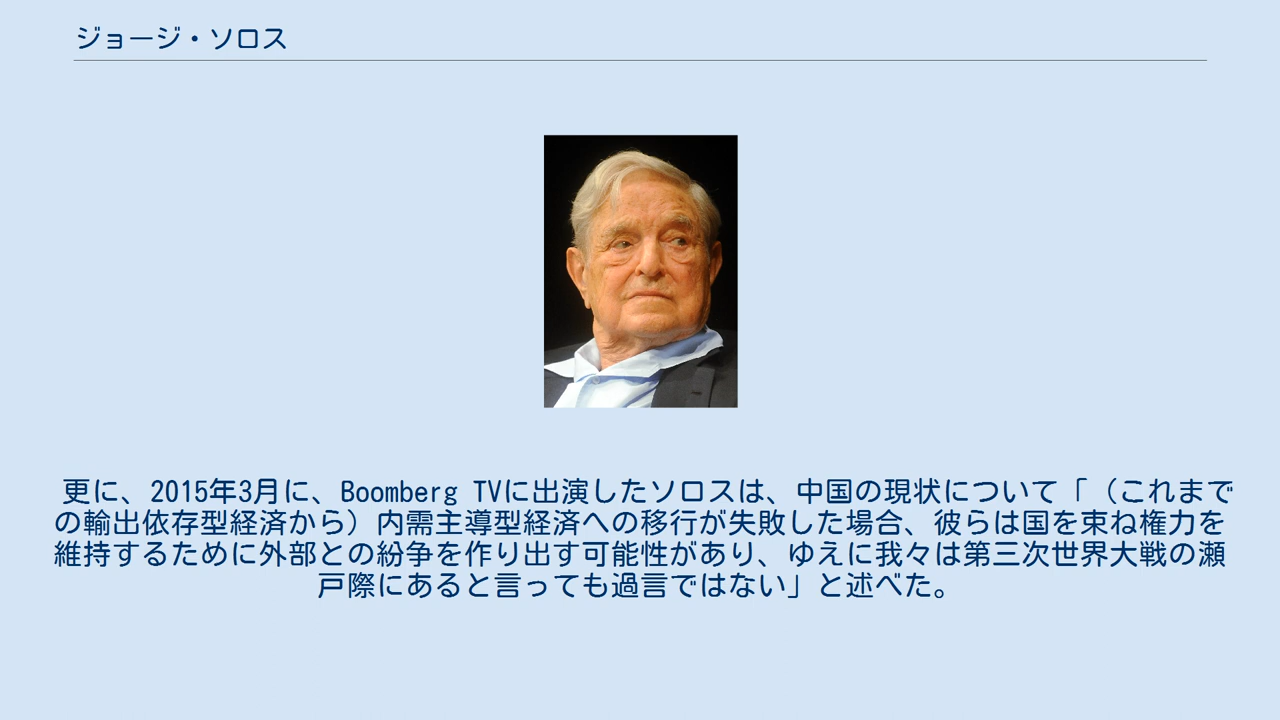 ジョージ・ソロス
更に、2015年3月に、Boomberg TVに出演したソロスは、中国の現状について「（これまで
の輸出依存型経済から）内需主導型経済への移行が失敗した場合、彼らは国を束ね権力を
維持するために外部との紛争を作り出す可能性があり、ゆえに我々は第三次世界大戦の瀬
戸際にあると言っても過言ではない」と述べた。